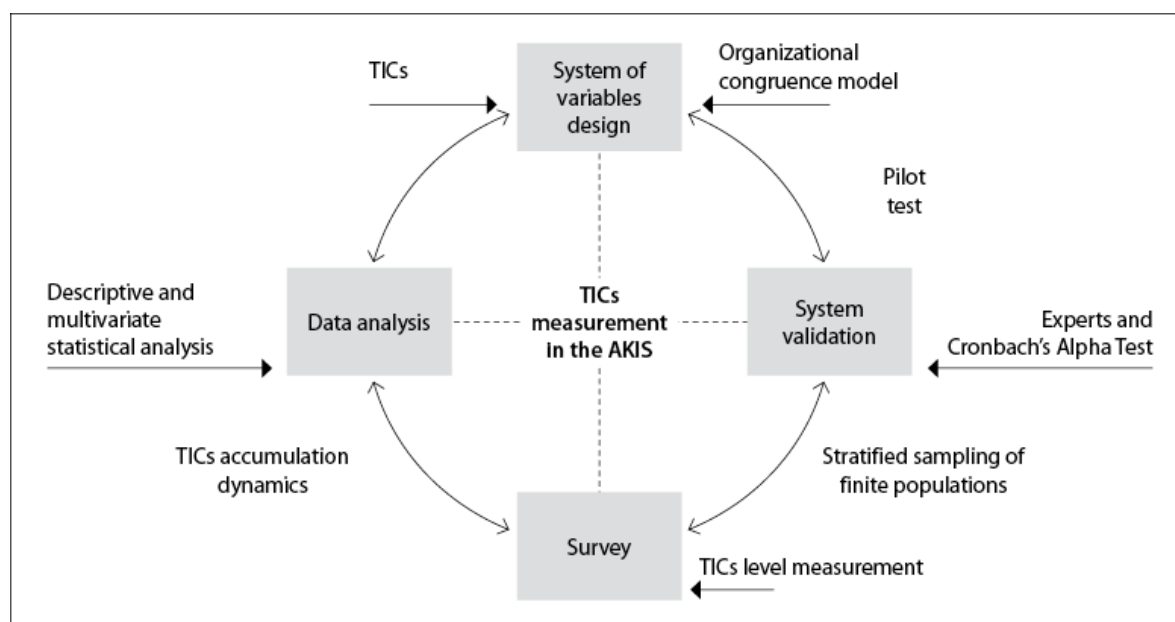 TICs
System of
variables
design
Organizational
congruence model
Pilot
test
Descriptive and
multivariate
statistical analysis
Data analysis
TICs
measurement
in the AKIS
System
validation
Experts and
Cronbach's Alpha Test
TICs accumulation
dynamics
Stratified sampling of
finite populations
Survey
TICs level measurement